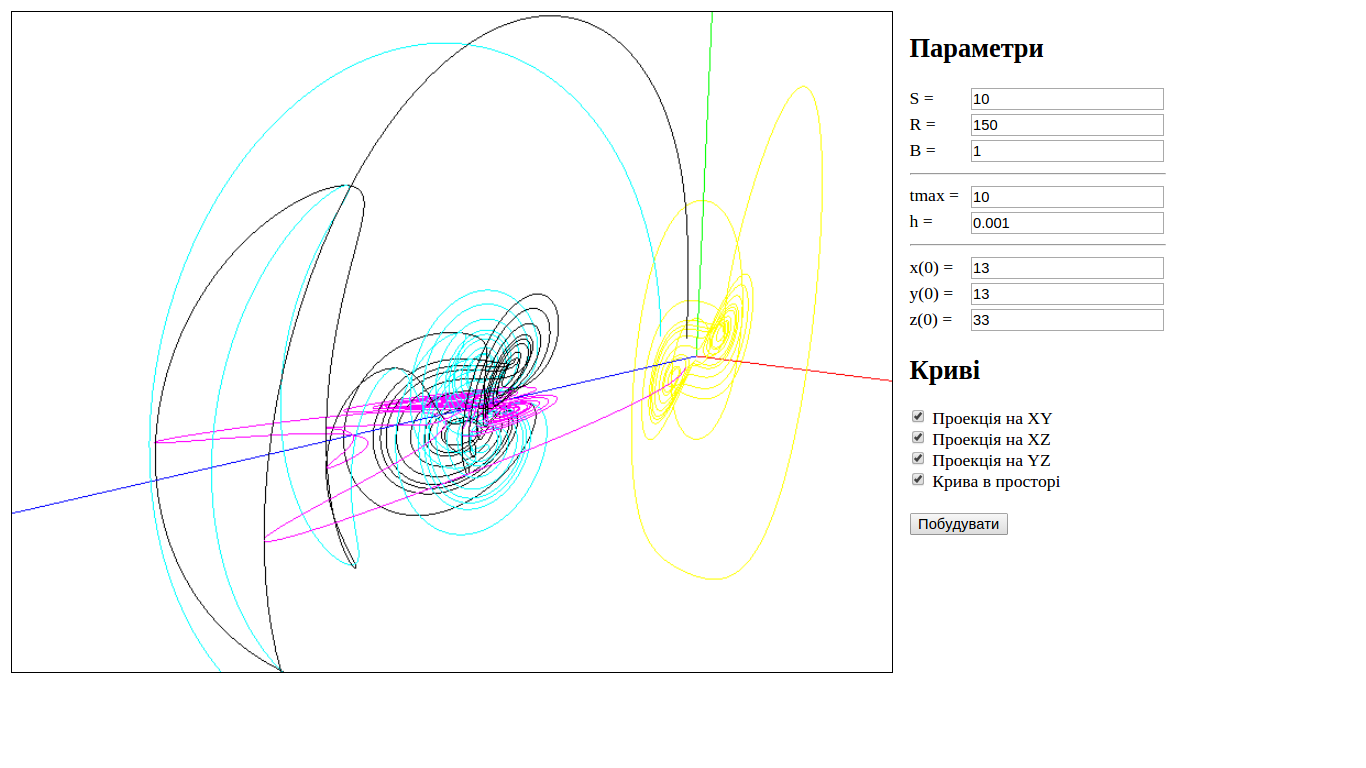 Параметри
S = 10
R = 150
B = 1
tmax = 10
h = 0.001
x(0) = 13
y(0) = 13
z(0) = 33
Криві
Проекція на XY
Проекція на XZ
Проекція на YZ
Крива в просторі
Побудувати